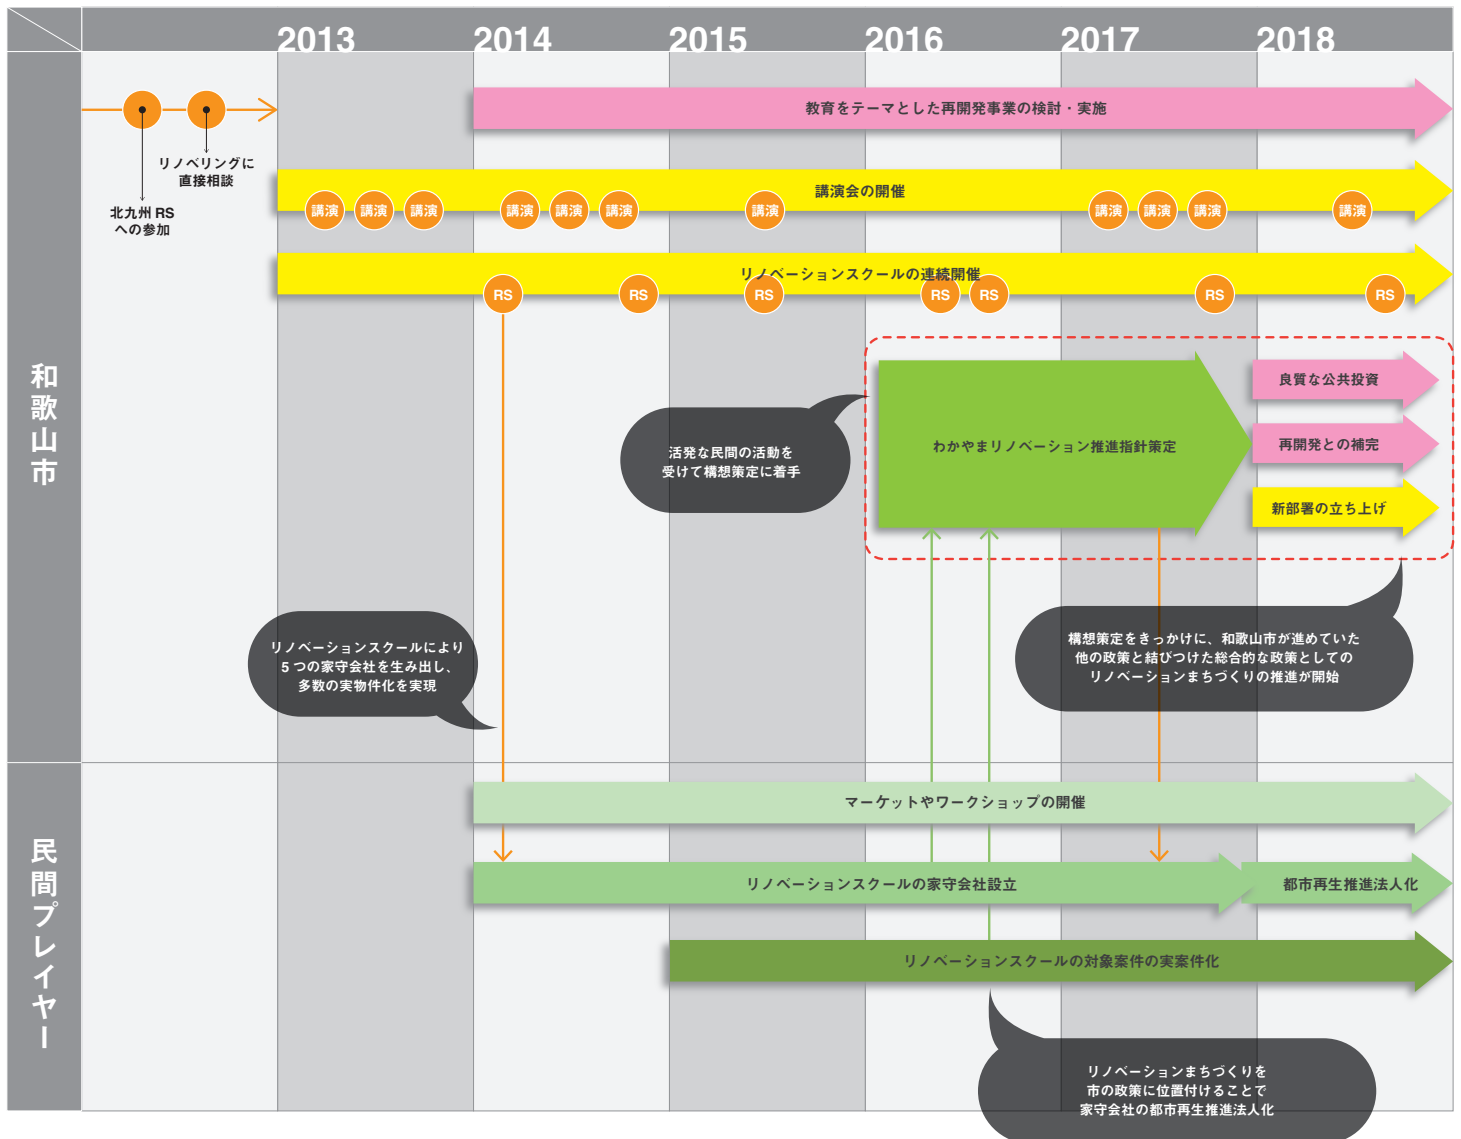 2013
2014
2015
2016
2017
2018
和歌山市
教育をテーマとした再開発事業の検討・実施
リノベリングに
直接相談
北九州 RS
への参加
講演会の開催
講演
講演
講演
講演
講演
講演
講演
講演
講演
講演
講演
リノベーションスクールの連続開催
RS
RS
RS
RS
RS
RS
RS
活発な民間の活動を
受けて構想策定に着手
わかやまリノベーション推進指針策定
良質な公共投資
再開発との補完
新部署の立ち上げ
リノベーションスクールにより
5 つの家守会社を生み出し、
多数の実物件化を実現
構想策定をきっかけに、和歌山市が進めていた
他の政策と結びつけた総合的な政策としての
リノベーションまちづくりの推進が開始
民間プレイヤー
マーケットやワークショップの開催
リノベーションスクールの家守会社設立
都市再生推進法人化
リノベーションスクールの対象案件の実案件化
リノベーションまちづくりを
市の政策に位置付けることで
家守会社の都市再生推進法人化